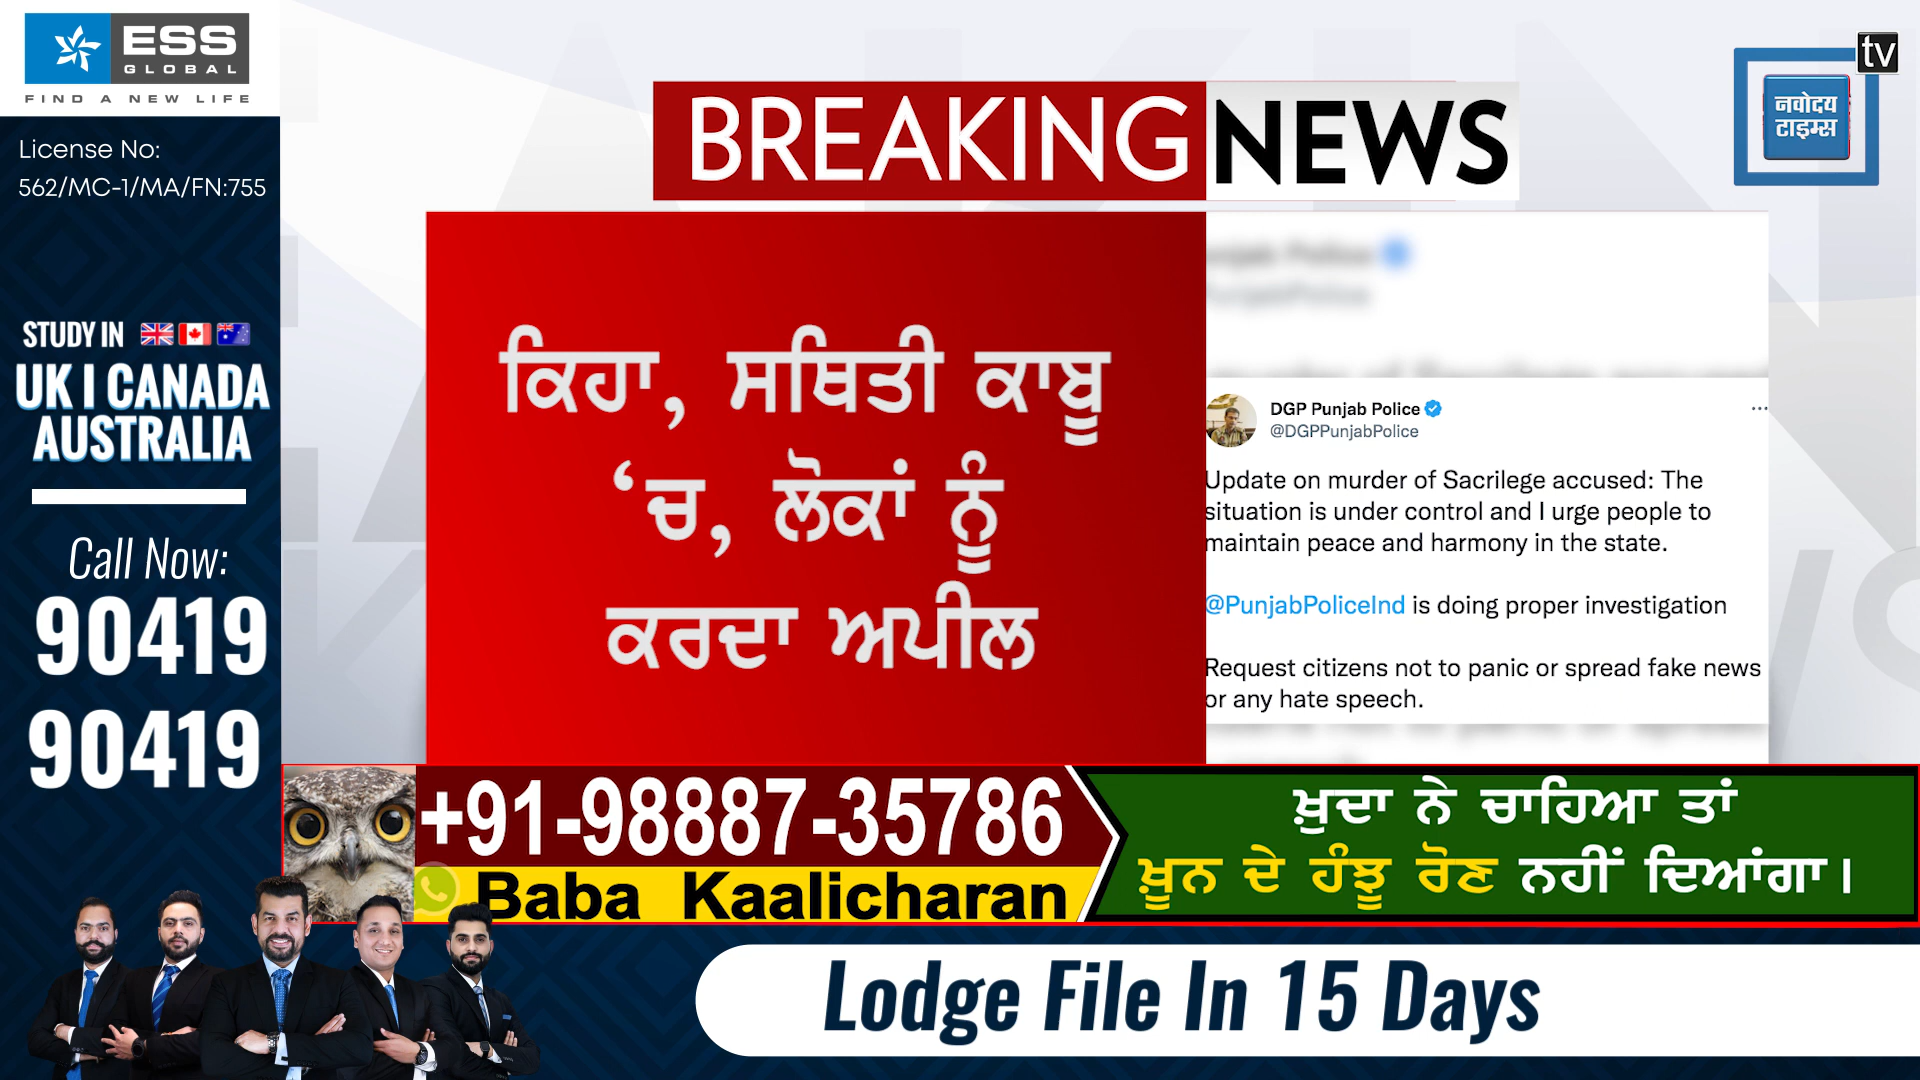 ESS
GLOBAL
FIND A NEW LIFE
License No:
562/MC-1/MA/FN:755
STUDY IN
UK I CANADA
AUSTRALIA
Call Now:
90419
90419
BREAKING NEWS
tv
नवोदय
टाइम्स
ਕਿਹਾ, ਸਥਿਤੀ ਕਾਬੂ
‘ਚ, ਲੋਕਾਂ ਨੂੰ
ਕਰਦਾ ਅਪੀਲ
DGP Punjab Police
@DGPPunjabPolice
Update on murder of Sacrilege accused: The
situation is under control and I urge people to
maintain peace and harmony in the state.
@PunjabPoliceInd is doing proper investigation
Request citizens not to panic or spread fake news
or any hate speech.
+91-98887-35786
Baba Kaalicharan
ਖ਼ੁਦਾ ਨੇ ਚਾਹਿਆ ਤਾਂ
ਖ਼ੂਨ ਦੇ ਹੰਝੂ ਰੋਣ ਨਹੀਂ ਦਿਆਂਗਾ।
Lodge File In 15 Days